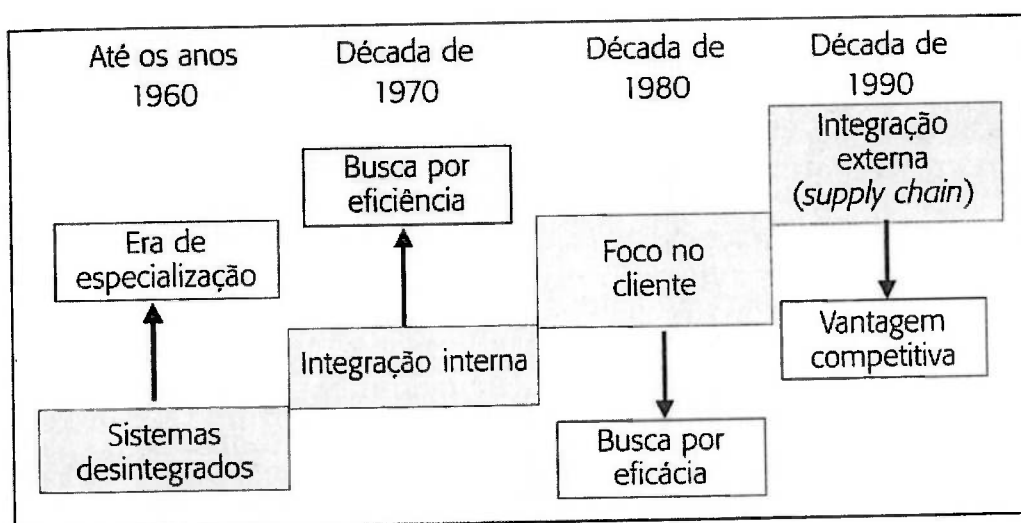 Até os anos
1960
Década de
1970
Década de
1980
Década de
1990
Era de
especialização
Sistemas
desintegrados
Busca por
eficiência
Integração interna
Foco no
cliente
Busca por
eficácia
Integração
externa
(supply chain)
Vantagem
competitiva